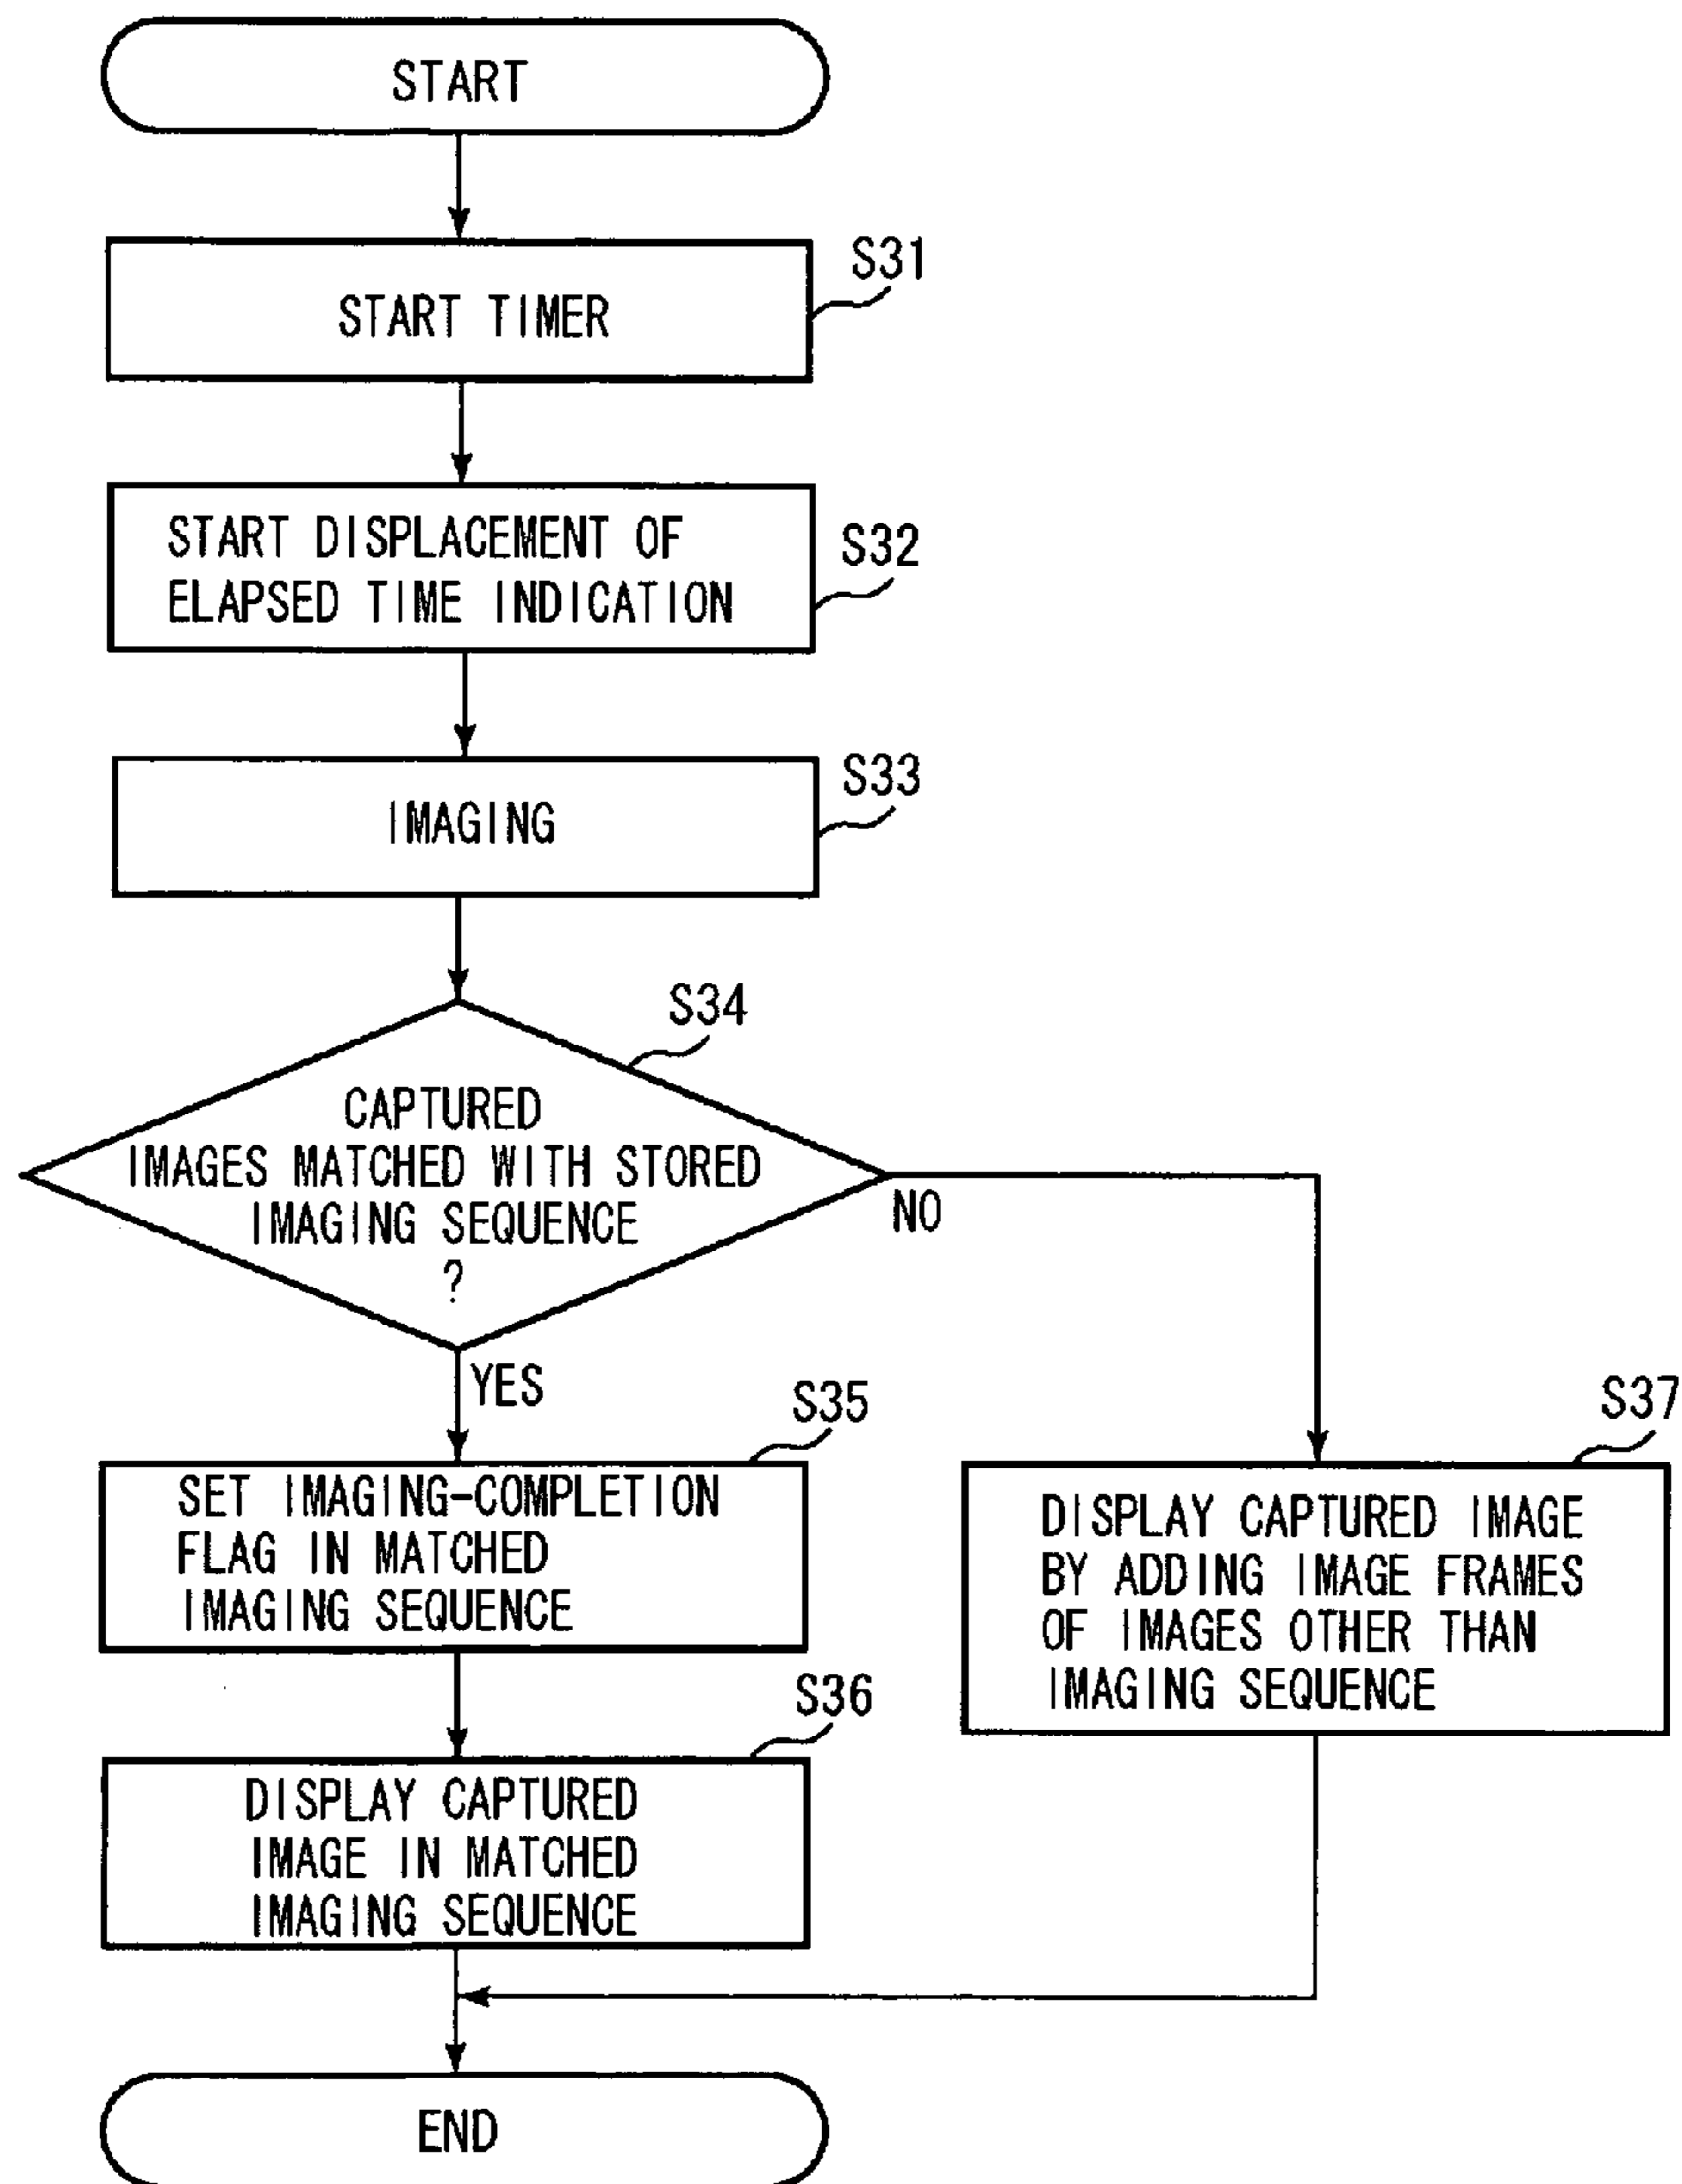 START
S31
START TIMER
S32
START DISPLACEMENT OF
ELAPSED TIME INDICATION
S33
IMAGING
S34
CAPTURED
IMAGES MATCHED WITH STORED
IMAGING SEQUENCE
?
NO
YES
S35
SET IMAGING-COMPLETION
FLAG IN MATCHED
IMAGING SEQUENCE
S37
DISPLAY CAPTURED IMAGE
BY ADDING IMAGE FRAMES
OF IMAGES OTHER THAN
IMAGING SEQUENCE
S36
DISPLAY CAPTURED
IMAGE IN MATCHED
IMAGING SEQUENCE
END